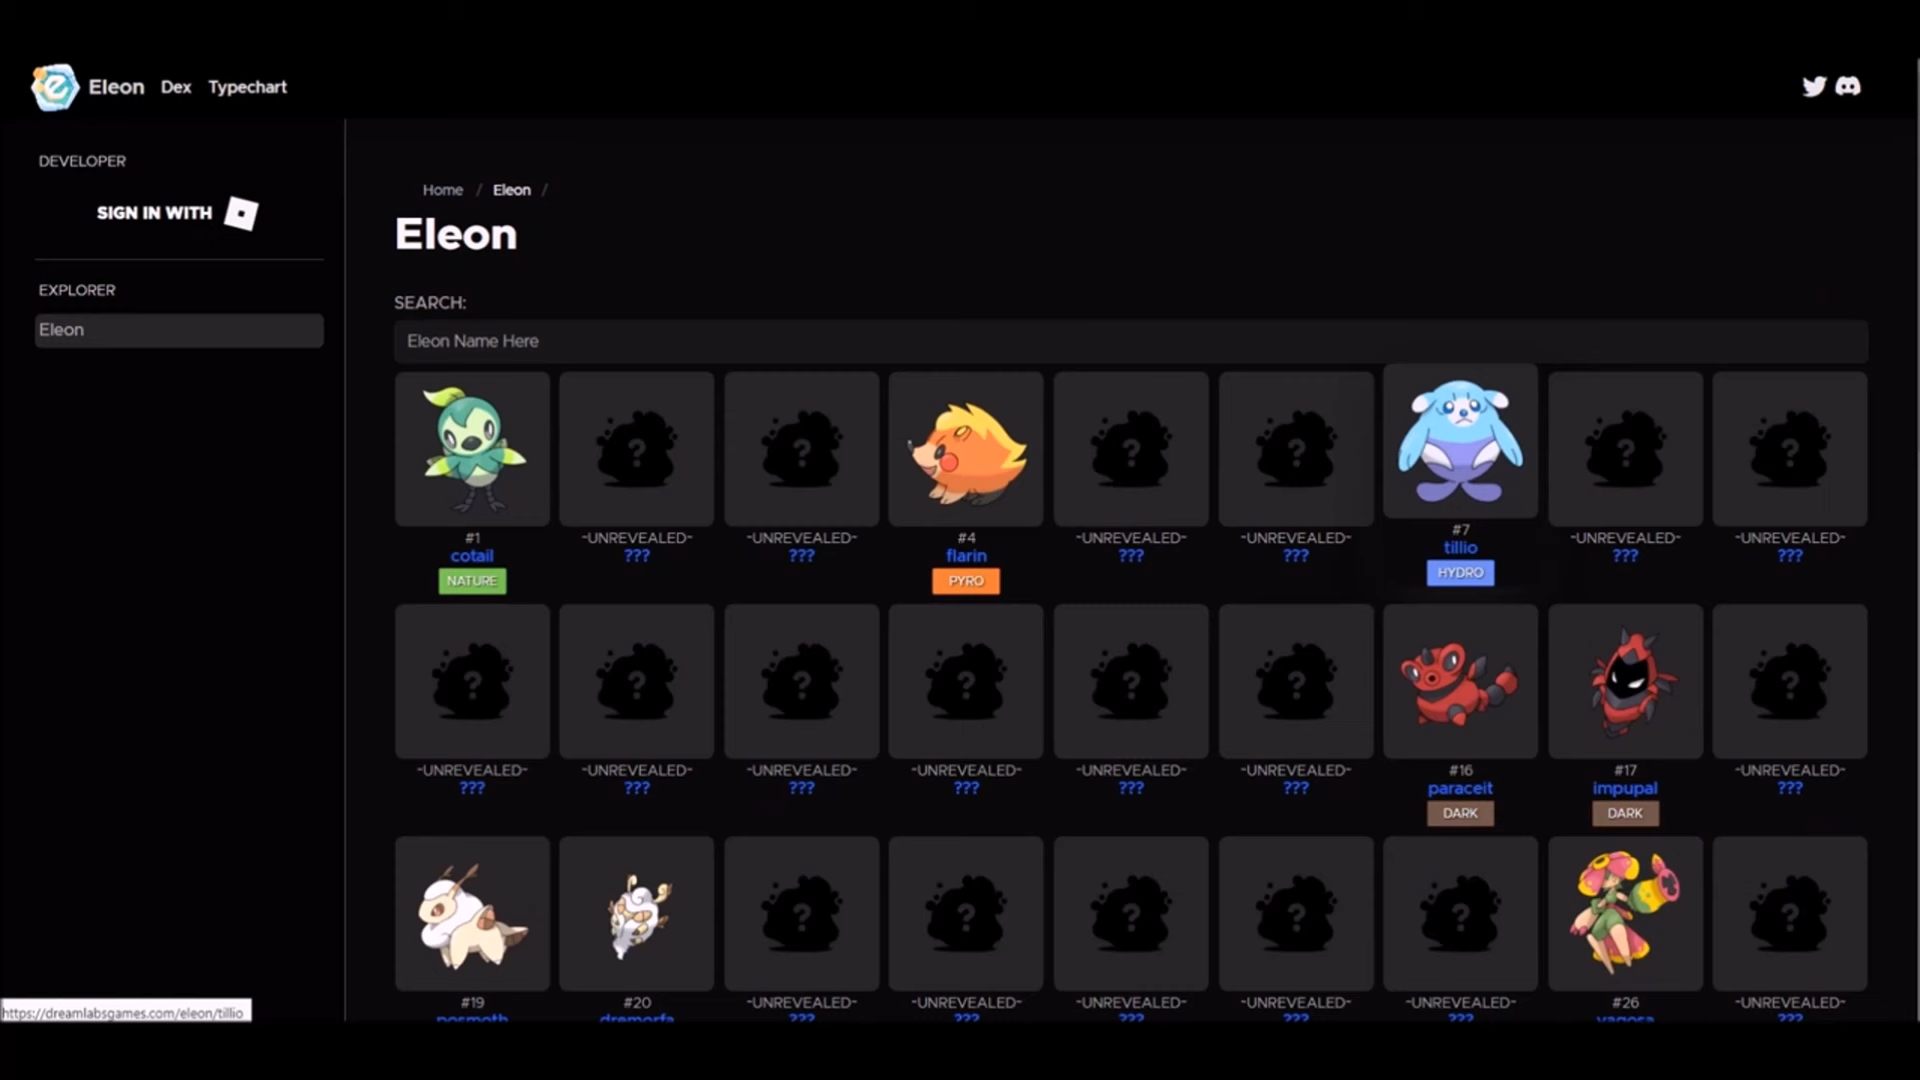 Eleon Dex Typechart
DEVELOPER
SIGN IN WITH
EXPLORER
Eleon
Home / Eleon /
Eleon
SEARCH:
Eleon Name Here
? ? ? ? ? ?
#1 -UNREVEALED- -UNREVEALED- #4 -UNREVEALED- -UNREVEALED- #7 -UNREVEALED- -UNREVEALED-
cotail ??? ??? flarin ??? ??? tillio ??? ???
NATURE PYRO HYDRO
? ? ? ? ? ? ?
-UNREVEALED- -UNREVEALED- -UNREVEALED- -UNREVEALED- -UNREVEALED- -UNREVEALED- #16 #17 -UNREVEALED-
??? ??? ??? ??? ??? ??? paraceit impupal ???
DARK DARK
? ? ? ? ? ?
#19 #20 -UNREVEALED- -UNREVEALED- -UNREVEALED- -UNREVEALED- -UNREVEALED- #26 -UNREVEALED-
posmoth dremorfa ??? ??? ??? ??? ??? vagosa ???
https://dreamlabsgames.com/eleon/tillio